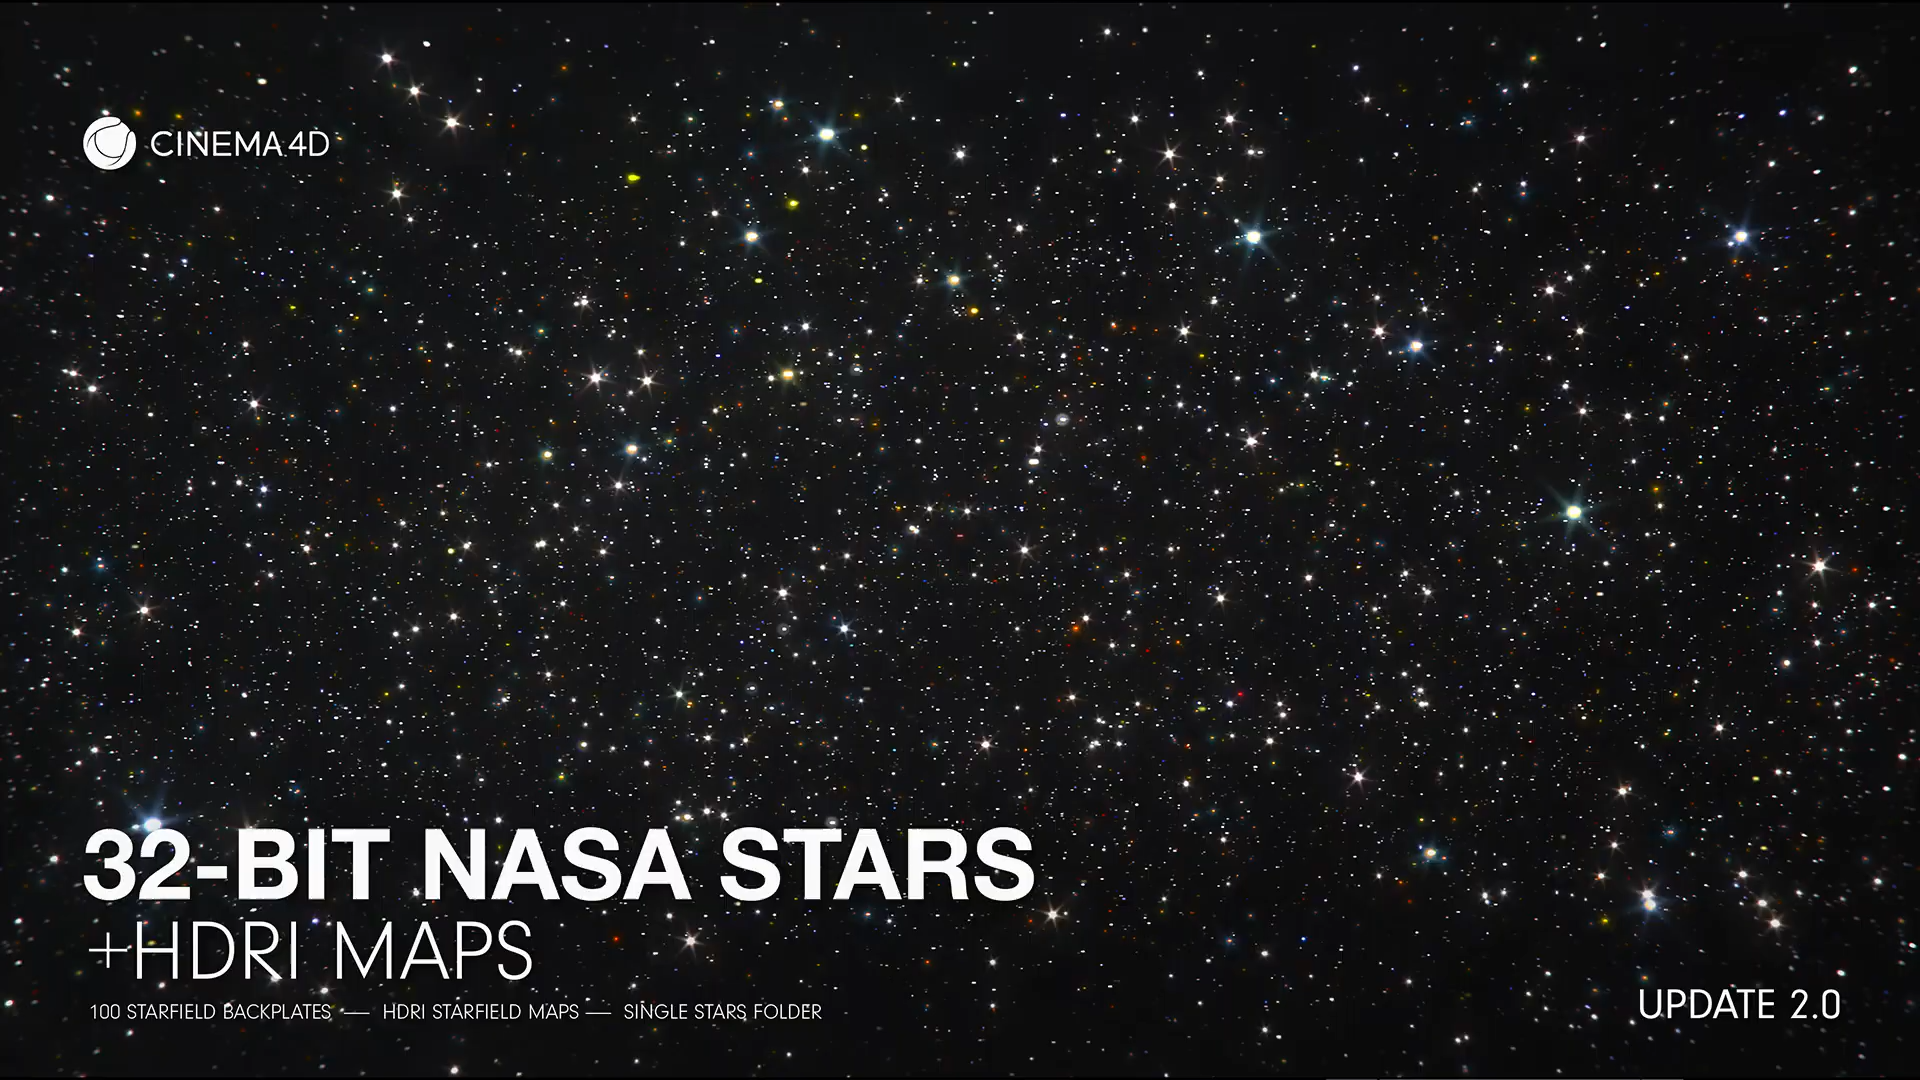 CINEMA 4D
32-BIT NASA STARS
+HDRI MAPS
100 STARFIELD BACKPLATES — HDRI STARFIELD MAPS — SINGLE STARS FOLDER
UPDATE 2.0